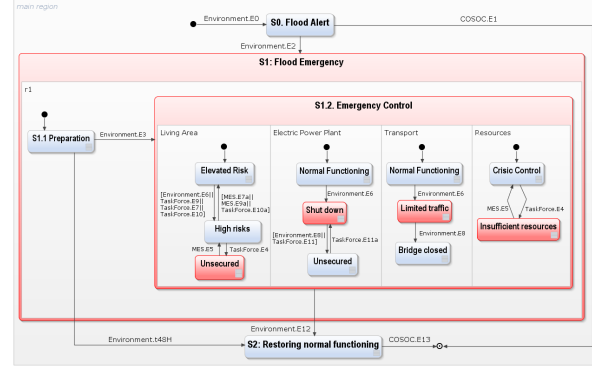 main region
Environment.E0
S0. Flood Alert
COSOC.E1
Environment.E2
S1: Flood Emergency
r1
S1.2. Emergency Control
S1.1 Preparation
Environment.E3
Living Area
Electric Power Plant
Transport
Resources
Elevated Risk
Normal Functioning
Normal Functioning
Crisic Control
[Environment.E6||
TaskForce.E9||
TaskForce.E7||
TaskForce.E10]
[MES.E7a||
MES.E9a||
TaskForce.E10a]
Environment.E6
Environment.E6
MES.E5
TaskForce.E4
Shut down
Limited traffic
Insufficient resources
High risks
[Environment.E8||
TaskForce.E11]
TaskForce.E11a
Environment.E8
MES.E5
TaskForce.E4
Unsecured
Unsecured
Bridge closed
Environment.E12
Environment.t48H
S2: Restoring normal functioning
COSOC.E13